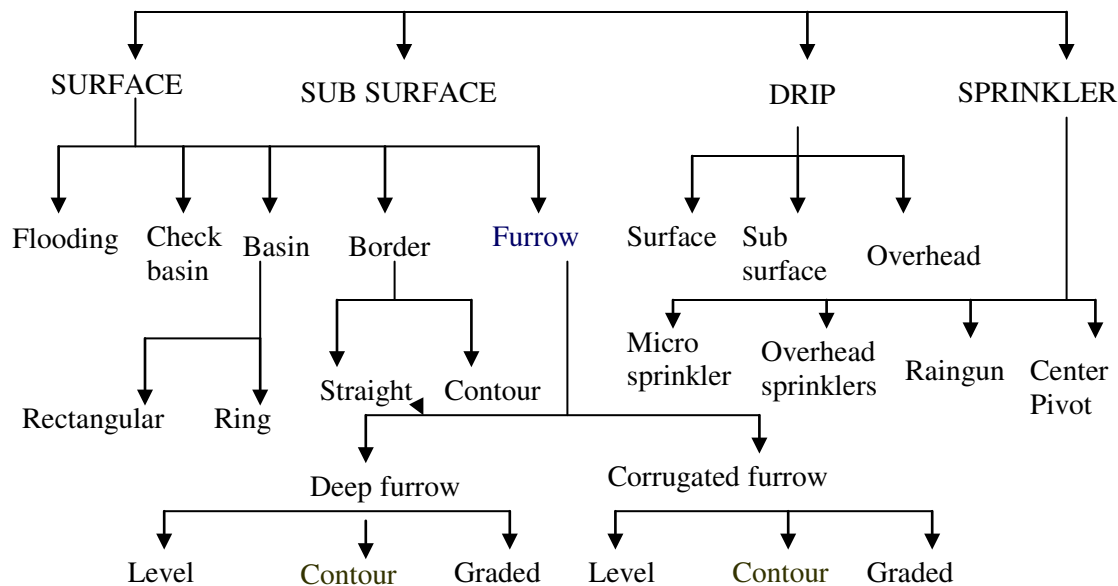 SURFACE SUB SURFACE DRIP SPRINKLER
Flooding
Check
basin
Basin
Border
Furrow
Surface
Sub
surface
Overhead
Rectangular
Ring
Straight
Contour
Micro
sprinkler
Overhead
sprinklers
Raingun
Center
Pivot
Deep furrow
Corrugated furrow
Level Contour Graded Level Contour Graded